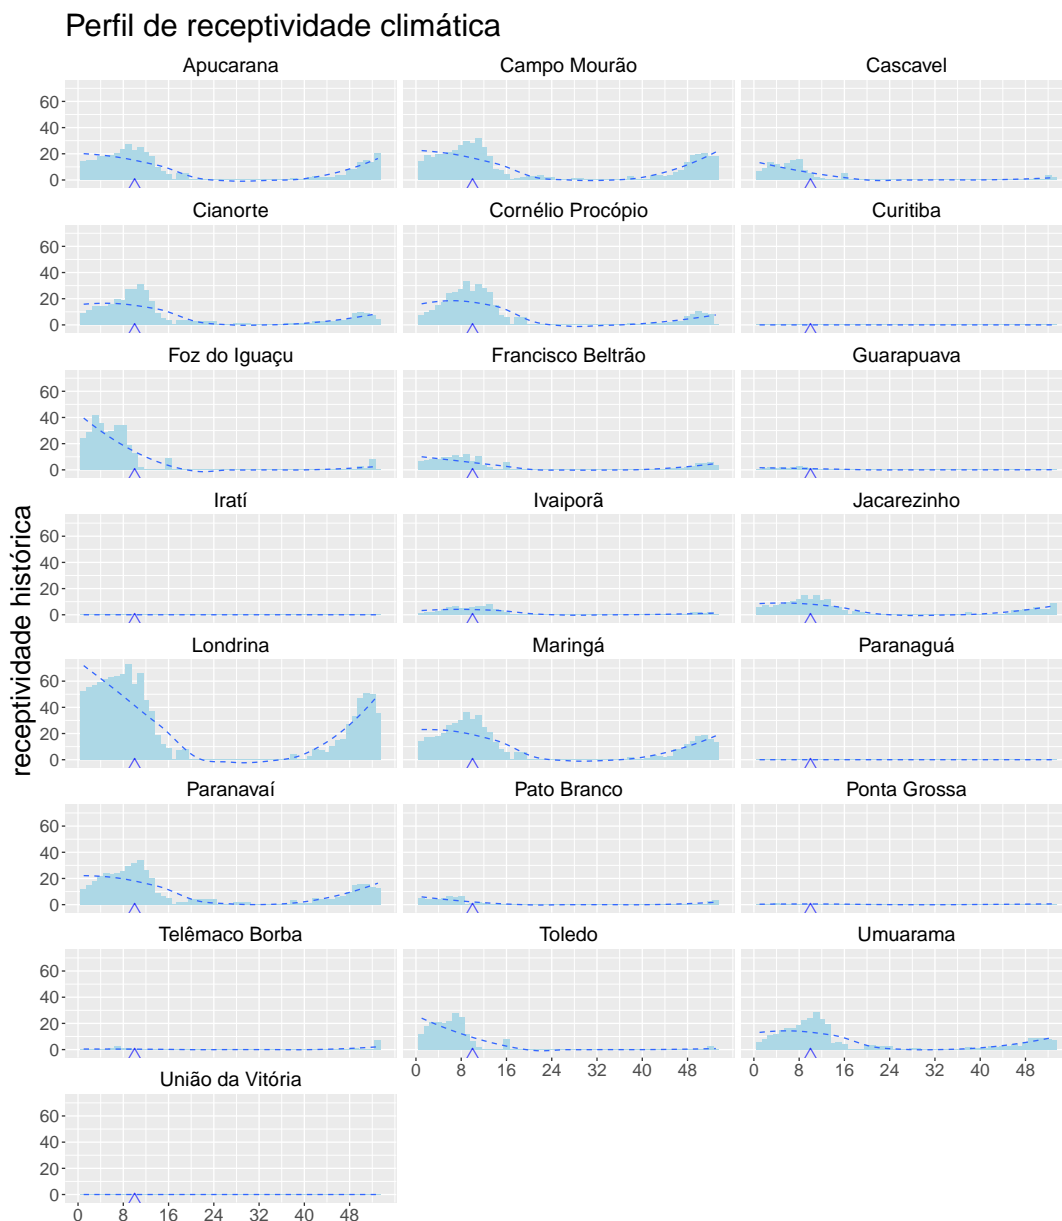 Perfil de receptividade climática
Apucarana Campo Mourão Cascavel
60
40
20
0
Cianorte Cornélio Procópio Curitiba
60
40
20
0
Foz do Iguaçu Francisco Beltrão Guarapuava
60
40
20
0
Iratí Ivaiporã Jacarezinho
60
40
20
0
receptividade histórica
Londrina Maringá Paranaguá
60
40
20
0
Paranavaí Pato Branco Ponta Grossa
60
40
20
0
Telêmaco Borba Toledo Umuarama
60
40
20
0
0 8 16 24 32 40 48 0 8 16 24 32 40 48
União da Vitória
60
40
20
0
0 8 16 24 32 40 48